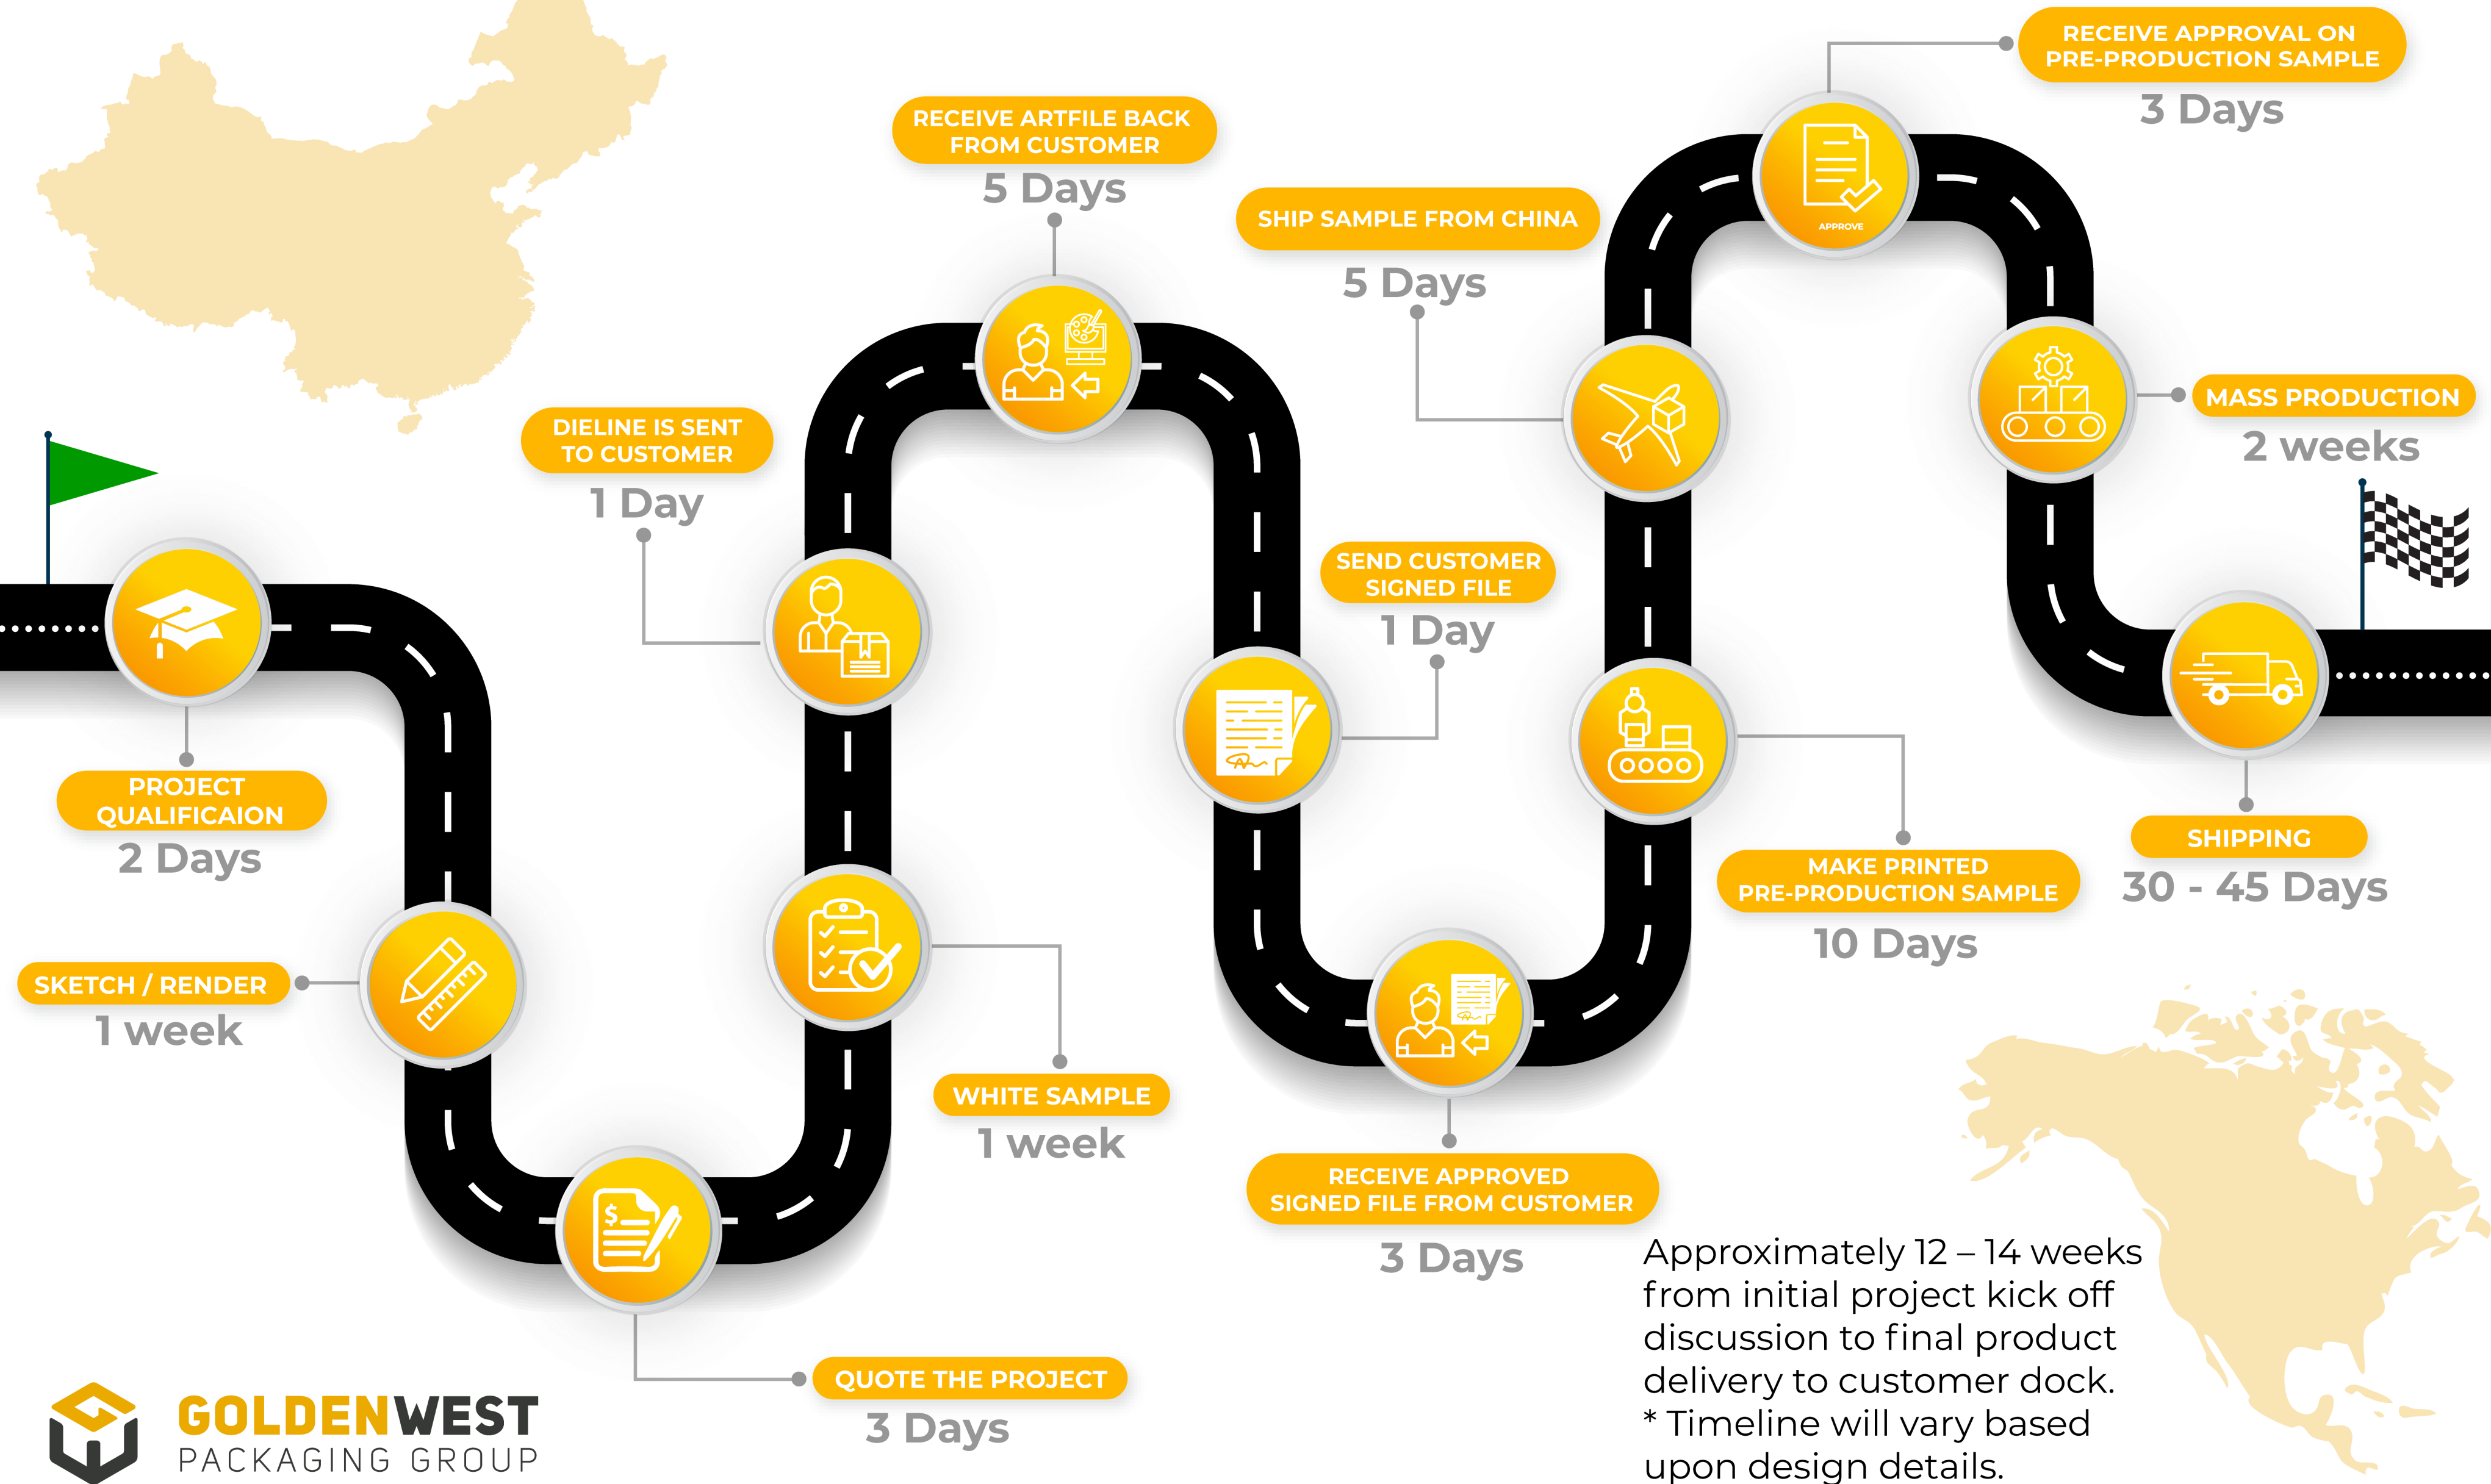 PROJECT
QUALIFICAION
2 Days
SKETCH / RENDER
1 week
QUOTE THE PROJECT
3 Days
WHITE SAMPLE
1 week
DIELINE IS SENT
TO CUSTOMER
1 Day
RECEIVE ARTFILE BACK
FROM CUSTOMER
5 Days
SEND CUSTOMER
SIGNED FILE
1 Day
RECEIVE APPROVED
SIGNED FILE FROM CUSTOMER
3 Days
MAKE PRINTED
PRE-PRODUCTION SAMPLE
10 Days
SHIP SAMPLE FROM CHINA
5 Days
APPROVE
RECEIVE APPROVAL ON
PRE-PRODUCTION SAMPLE
3 Days
MASS PRODUCTION
2 weeks
SHIPPING
30 - 45 Days
$
Approximately 12 – 14 weeks
from initial project kick off
discussion to final product
delivery to customer dock.
* Timeline will vary based
upon design details.
GOLDENWEST
PACKAGING GROUP